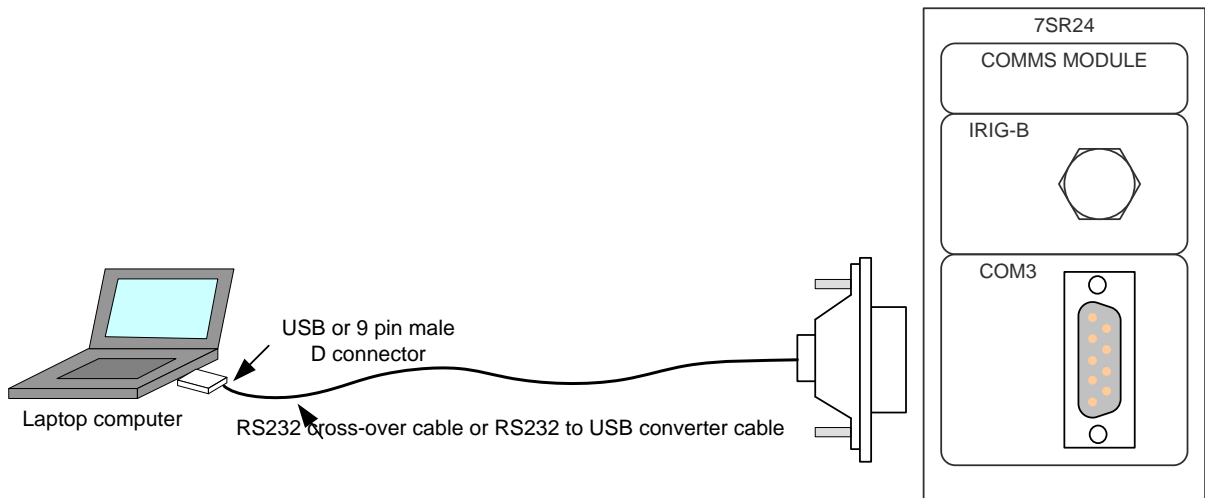 7SR24
COMMS MODULE
IRIG-B
COM3
USB or 9 pin male
D connector
Laptop computer
RS232 cross-over cable or RS232 to USB converter cable